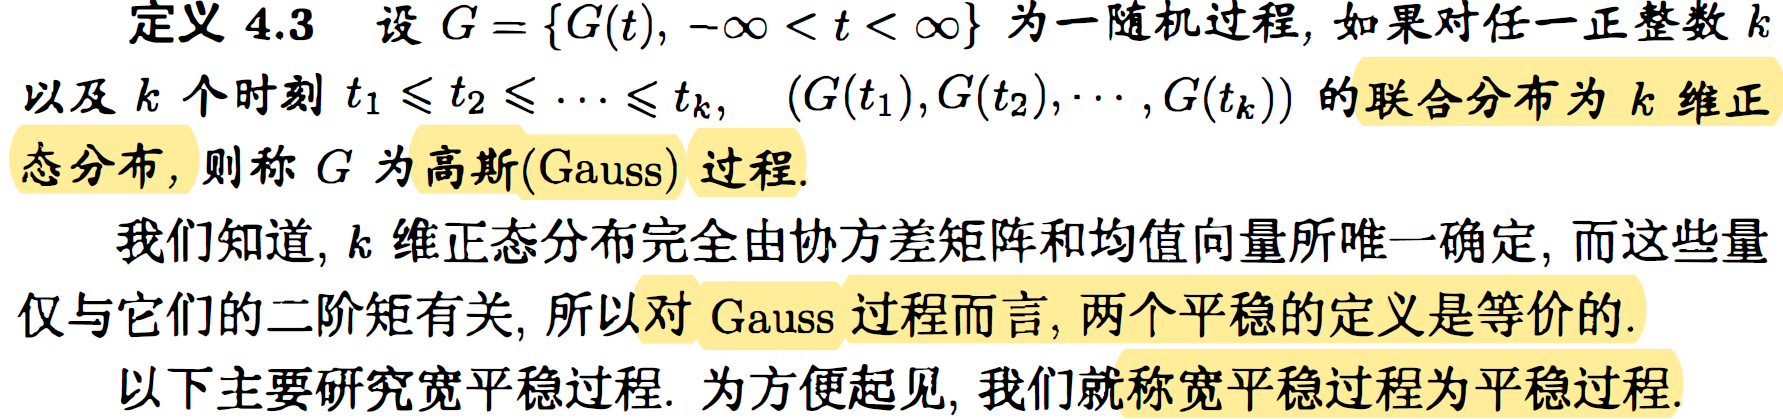 定义 4.3 设 G = {G(t), −∞ < t < ∞} 为一随机过程, 如果对任一正整数 k
以及 k 个时刻 t₁ ⩽ t₂ ⩽ ⋯ ⩽ tₖ, (G(t₁), G(t₂), ⋯ , G(tₖ)) 的联合分布为 k 维正
态分布, 则称 G 为高斯(Gauss) 过程.
我们知道, k 维正态分布完全由协方差矩阵和均值向量所唯一确定, 而这些量
仅与它们的二阶矩有关, 所以对 Gauss 过程而言, 两个平稳的定义是等价的.
以下主要研究宽平稳过程. 为方便起见, 我们就称宽平稳过程为平稳过程.